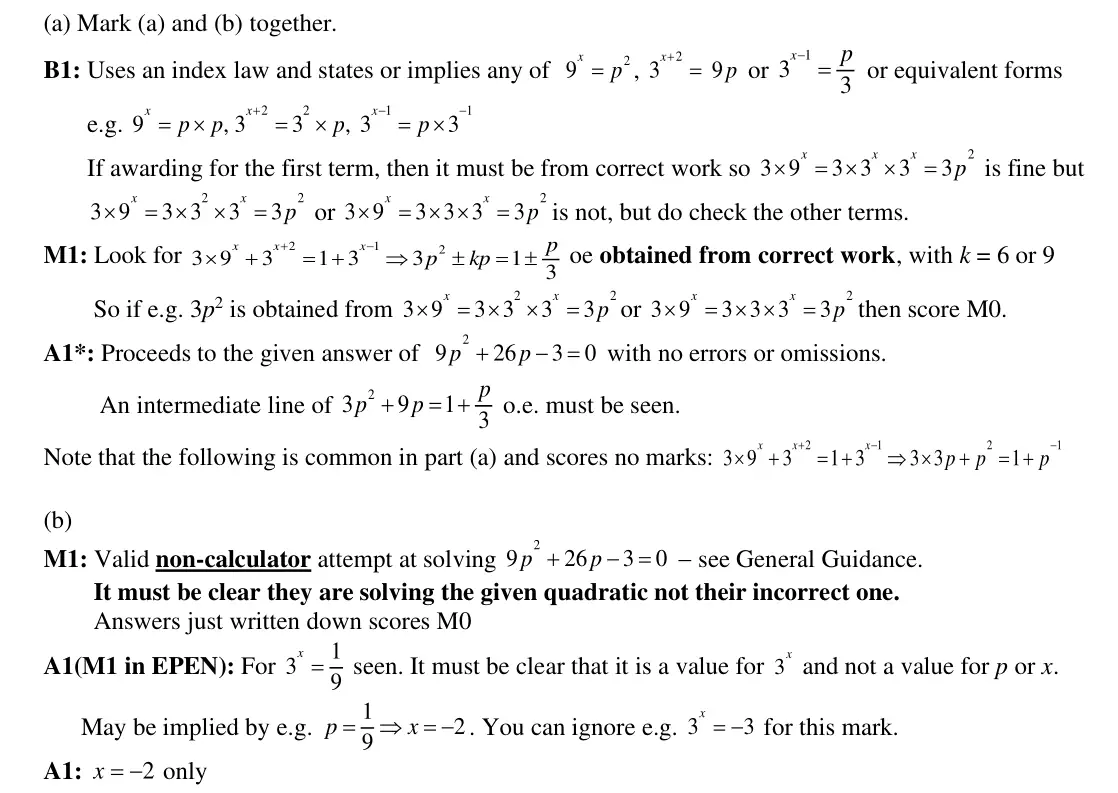 (a) Mark (a) and (b) together.
B1: Uses an index law and states or implies any of 9^x = p^2, 3^(x+2) = 9p or 3^(x−1) = p/3 or equivalent forms
e.g. 9^x = p × p, 3^(x+2) = 3^2 × p, 3^(x−1) = p × 3^(−1)
If awarding for the first term, then it must be from correct work so 3×9^x = 3×3^x ×3^x = 3p^2 is fine but
3×9^x = 3×3^2 ×3^x = 3p^2 or 3×9^x = 3×3×3^x = 3p^2 is not, but do check the other terms.
M1: Look for 3×9^x + 3^(x+2) = 1+3^(x−1) ⇒ 3p^2 ± kp = 1 ± p/3 oe obtained from correct work, with k = 6 or 9
So if e.g. 3p^2 is obtained from 3×9^x = 3×3^2 ×3^x = 3p^2 or 3×9^x = 3×3×3^x = 3p^2 then score M0.
A1*: Proceeds to the given answer of 9p^2 + 26p − 3 = 0 with no errors or omissions.
An intermediate line of 3p^2 + 9p = 1 + p/3 o.e. must be seen.
Note that the following is common in part (a) and scores no marks: 3×9^x + 3^(x+2) = 1+3^(x−1) ⇒ 3×3p + p^2 = 1 + p^(−1)
(b)
M1: Valid non-calculator attempt at solving 9p^2 + 26p − 3 = 0 – see General Guidance.
It must be clear they are solving the given quadratic not their incorrect one.
Answers just written down scores M0
A1(M1 in EPEN): For 3^x = 1/9 seen. It must be clear that it is a value for 3^x and not a value for p or x.
May be implied by e.g. p = 1/9 ⇒ x = −2. You can ignore e.g. 3^x = −3 for this mark.
A1: x = −2 only